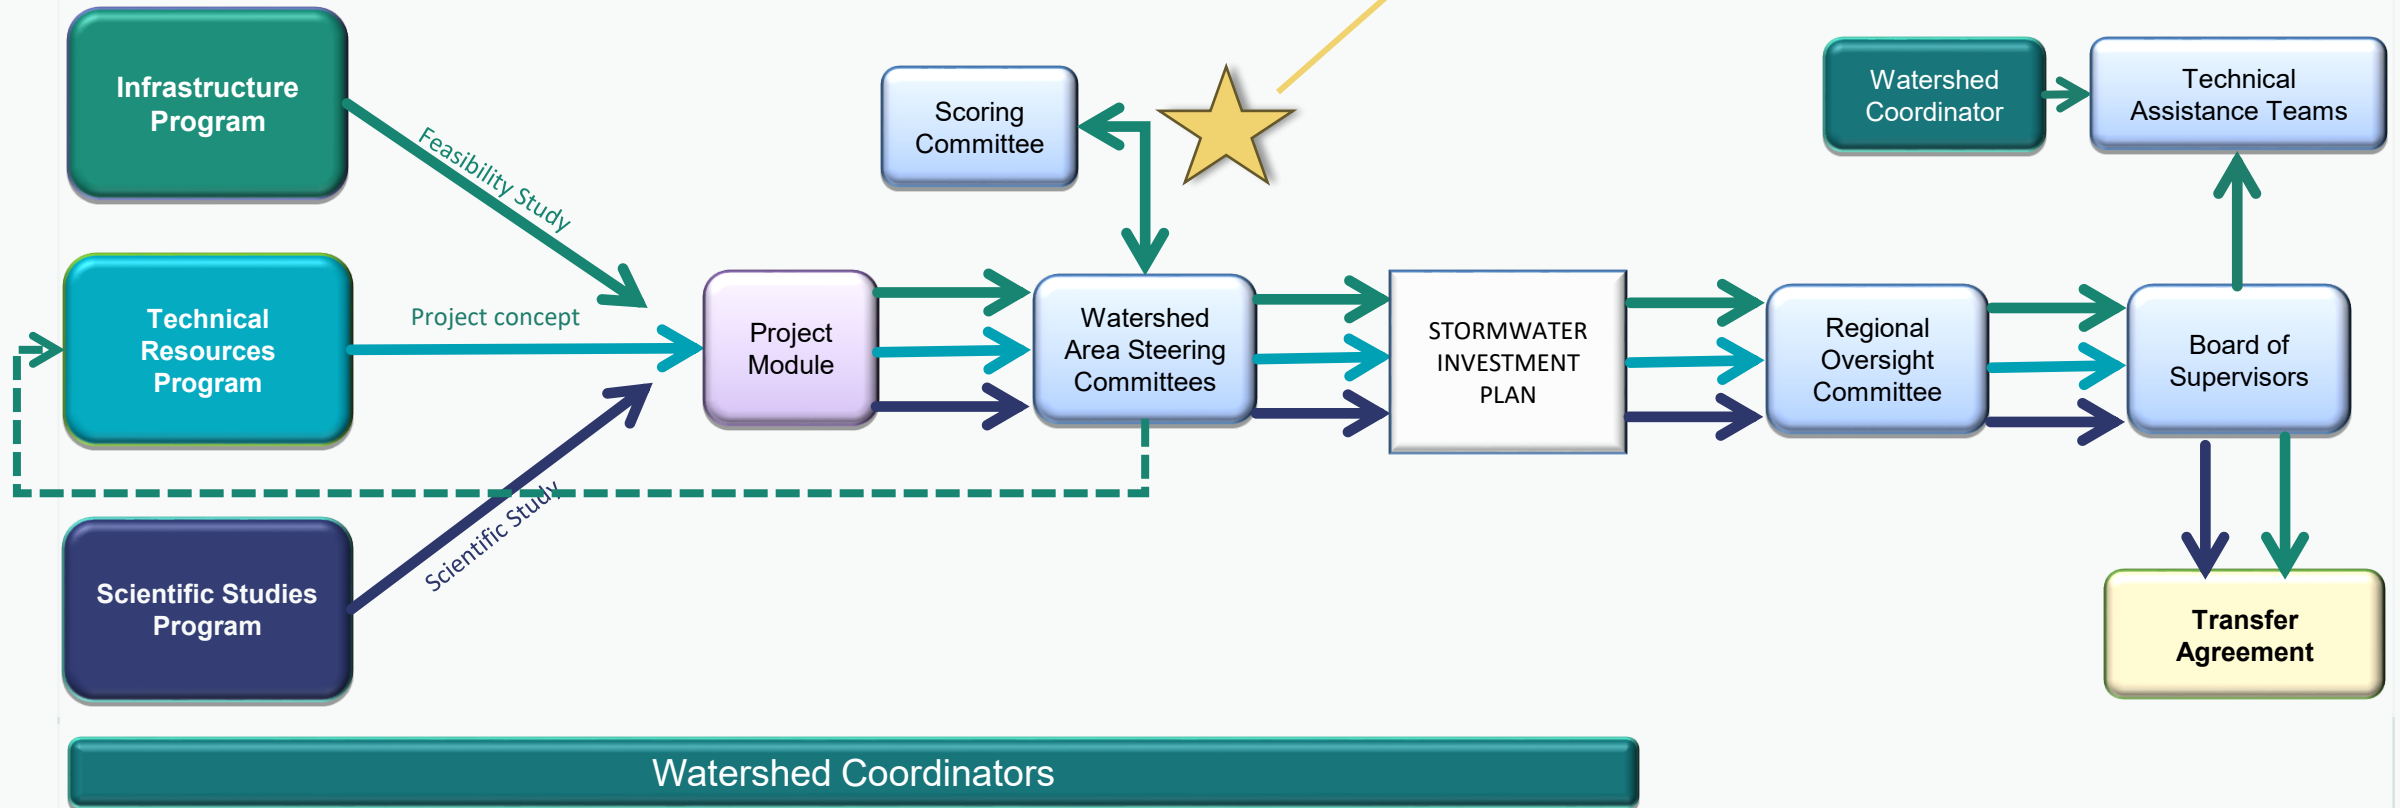 Infrastructure
Program
Feasibility Study
Scoring
Committee
Watershed
Coordinator
Technical
Assistance Teams
Technical
Resources
Program
Project concept
Project
Module
Watershed
Area Steering
Committees
STORMWATER
INVESTMENT
PLAN
Regional
Oversight
Committee
Board of
Supervisors
Scientific Studies
Program
Scientific Study
Transfer
Agreement
Watershed Coordinators